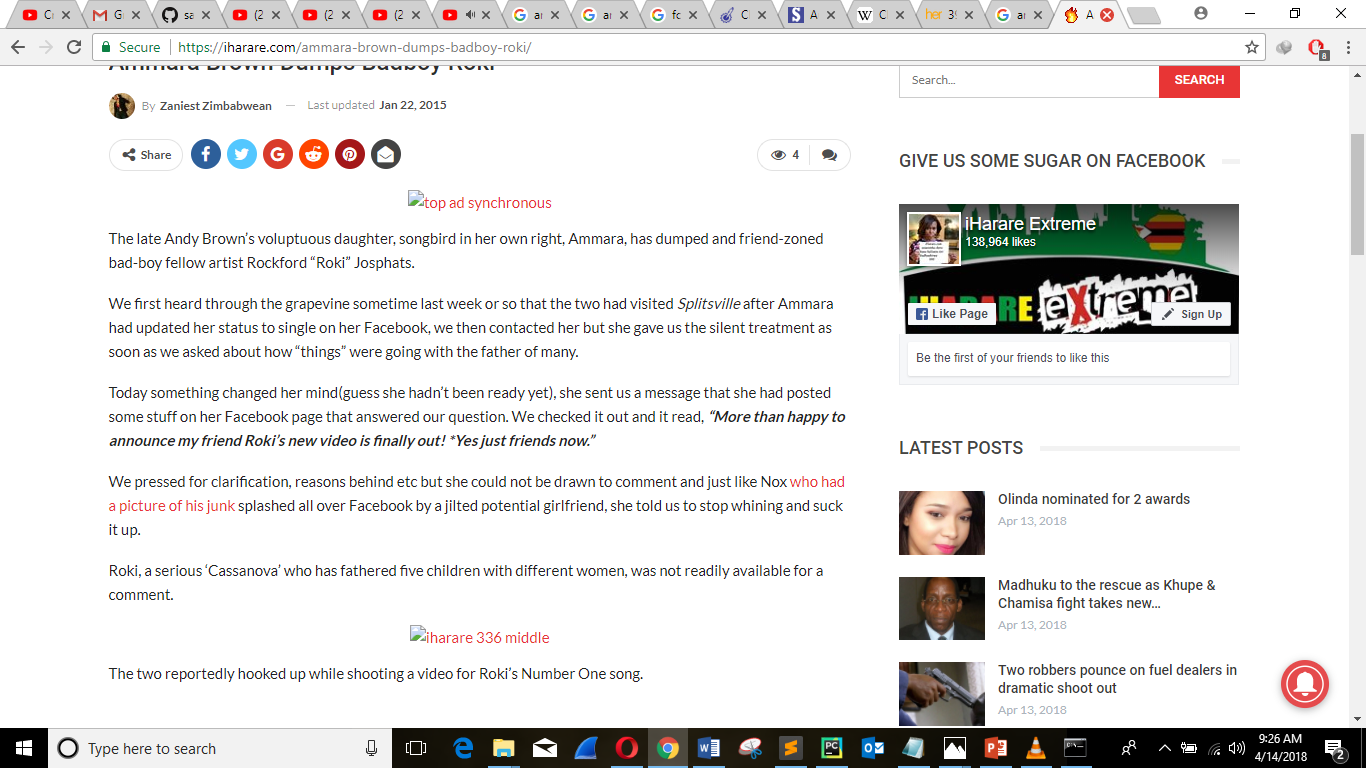 C
G
sa
(2
(2
(2
ar
ar
fo
C
A
C
39
ar
A
Secure
https://iharare.com/ammara-brown-dumps-badboy-roki/
8
Ammara Brown Dumps Badboy Roki
Search...
SEARCH
By Zaniest Zimbabwean — Last updated Jan 22, 2015
Share
4
top ad synchronous
The late Andy Brown’s voluptuous daughter, songbird in her own right, Ammara, has dumped and friend-zoned
bad-boy fellow artist Rockford “Roki” Josphats.
We first heard through the grapevine sometime last week or so that the two had visited Splitsville after Ammara
had updated her status to single on her Facebook, we then contacted her but she gave us the silent treatment as
soon as we asked about how “things” were going with the father of many.
Today something changed her mind(guess she hadn’t been ready yet), she sent us a message that she had posted
some stuff on her Facebook page that answered our question. We checked it out and it read, “More than happy to
announce my friend Roki’s new video is finally out! *Yes just friends now.”
We pressed for clarification, reasons behind etc but she could not be drawn to comment and just like Nox who had
a picture of his junk splashed all over Facebook by a jilted potential girlfriend, she told us to stop whining and suck
it up.
Roki, a serious ‘Cassanova’ who has fathered five children with different women, was not readily available for a
comment.
iharare 336 middle
The two reportedly hooked up while shooting a video for Roki’s Number One song.
GIVE US SOME SUGAR ON FACEBOOK
iHarare Extreme
138,964 likes
IHARARE eXtreme
Like Page
Sign Up
Be the first of your friends to like this
LATEST POSTS
Olinda nominated for 2 awards
Apr 13, 2018
Madhuku to the rescue as Khupe &
Chamisa fight takes new…
Apr 13, 2018
Two robbers pounce on fuel dealers in
dramatic shoot out
Apr 13, 2018
Type here to search
9:26 AM
4/14/2018
2